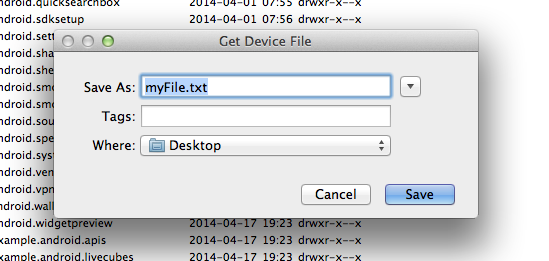 ndroid.quicksearchbox 2014-04-01 07:55 drwxr-x--x
ndroid.sdksetup 2014-04-01 07:56 drwxr-x--x
ndroid.sett
Get Device File
ndroid.sha
ndroid.she
Save As: myFile.txt
ndroid.smo
Tags:
ndroid.sou
ndroid.spe
Where: Desktop
ndroid.syst
ndroid.ven
ndroid.vpn
Cancel Save
ndroid.wall
ndroid.widgetpreview 2014-04-17 19:23 drwxr-x--x
xample.android.apis 2014-04-17 19:23 drwxr-x--x
xample.android.livecubes 2014-04-17 19:23 drwxr-x--x